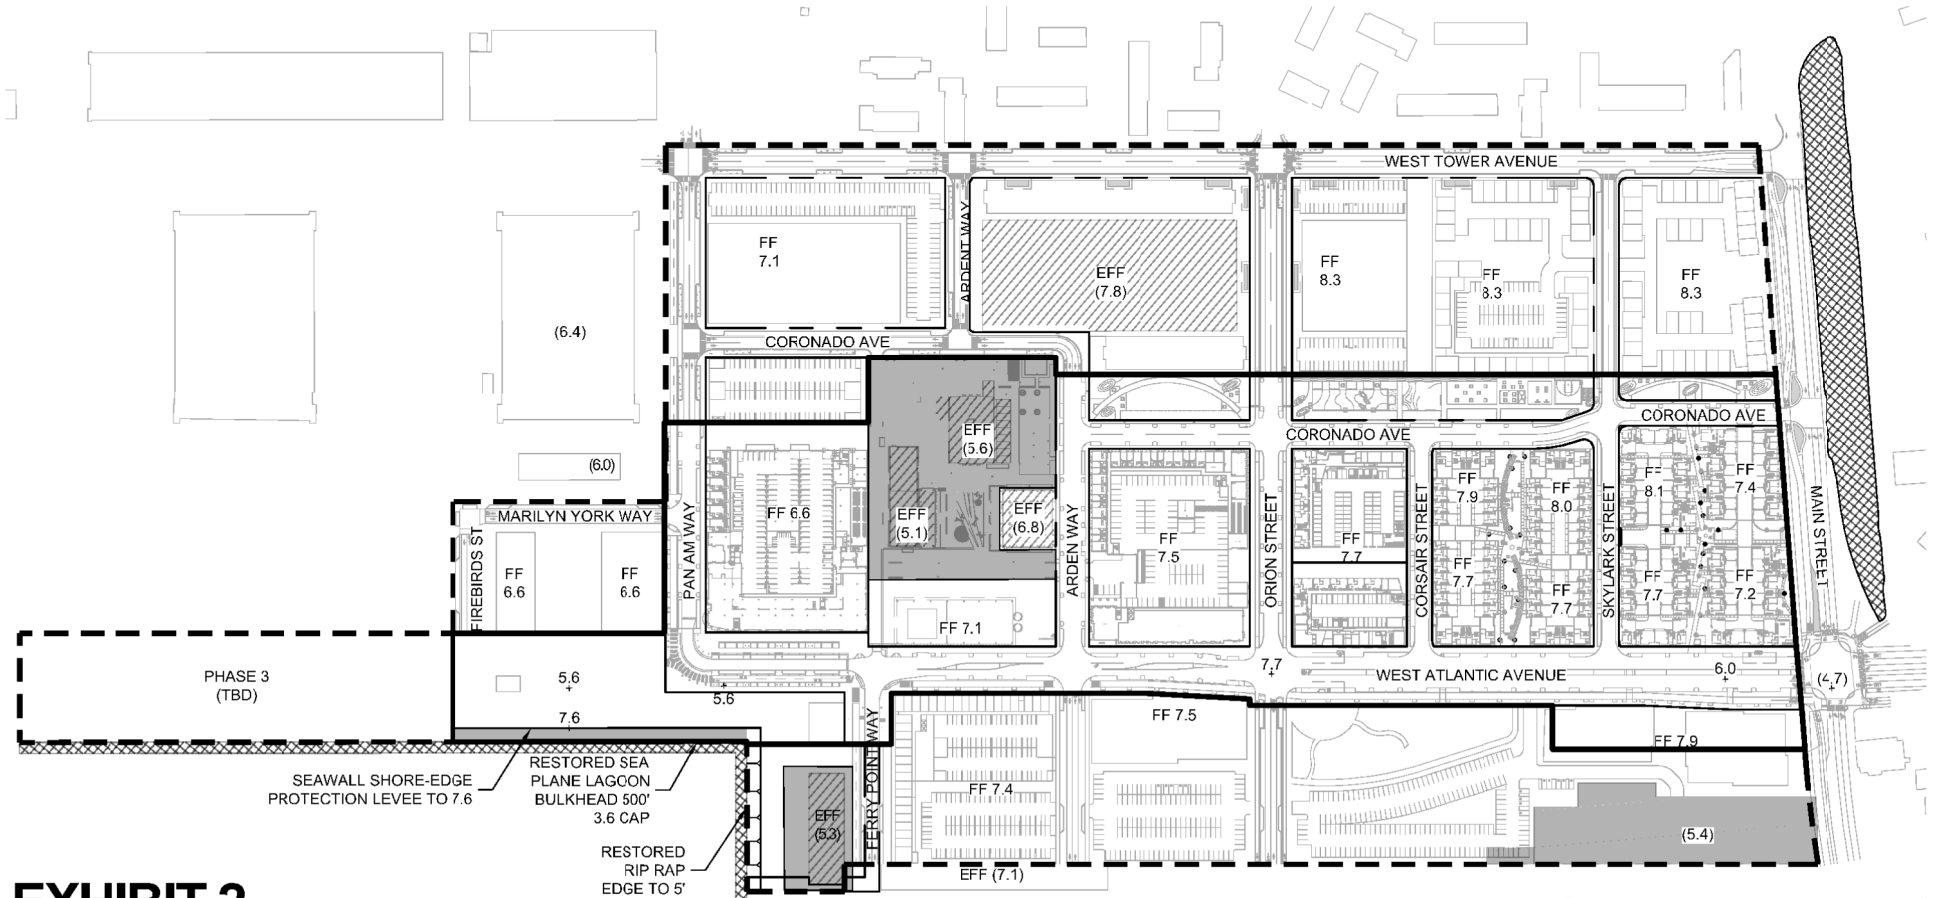 WEST TOWER AVENUE
ARDENT WAY
FF
7.1
EFF
(7.8)
FF
8.3
FF
8.3
FF
8.3
(6.4)
CORONADO AVE
CORONADO AVE
CORONADO AVE
(6.0)
EFF
(5.6)
EFF
(5.1)
EFF
(6.8)
FF 6.6
MARILYN YORK WAY
FIREBIRDS ST
PAN AM WAY
FF
6.6
FF
6.6
ARDEN WAY
FF
7.5
ORION STREET
FF
7.7
CORSAIR STREET
FF
7.9
FF
8.0
FF
7.7
FF
7.7
SKYLARK STREET
FF
8.1
FF
7.4
FF
7.7
FF
7.2
MAIN STREET
FF 7.1
PHASE 3
(TBD)
5.6
7.6
5.6
7.7
WEST ATLANTIC AVENUE
6.0
(4.7)
FERRY POINT WAY
FF 7.5
FF 7.9
SEAWALL SHORE-EDGE
PROTECTION LEVEE TO 7.6
RESTORED SEA
PLANE LAGOON
BULKHEAD 500'
3.6 CAP
RESTORED
RIP RAP
EDGE TO 5'
EFF
(5.3)
FF 7.4
EFF (7.1)
(5.4)
EXHIBIT 2